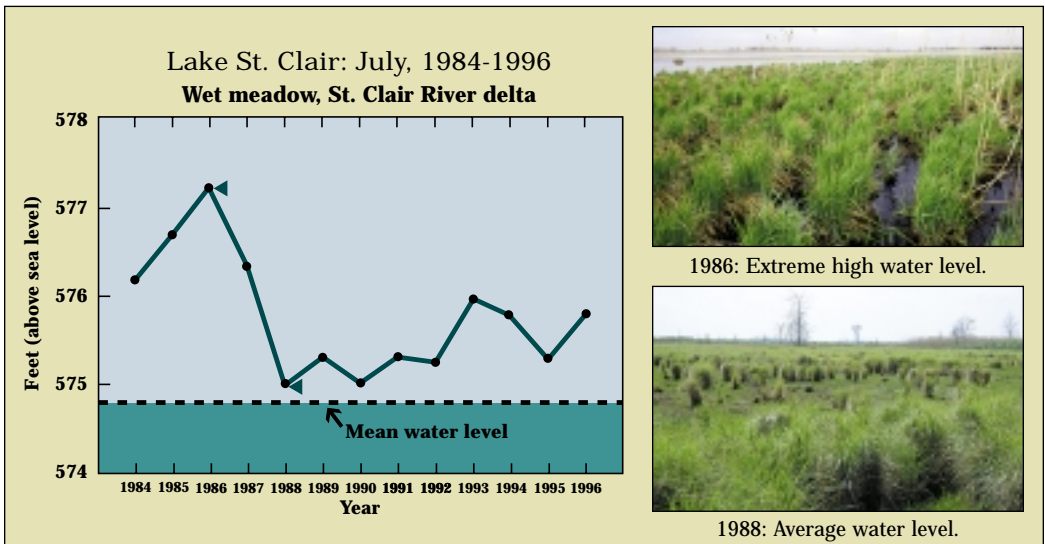 Lake St. Clair: July, 1984-1996
Wet meadow, St. Clair River delta
578
577
576
575
574
Feet (above sea level)
Mean water level
1984 1985 1986 1987 1988 1989 1990 1991 1992 1993 1994 1995 1996
Year
1986: Extreme high water level.
1988: Average water level.